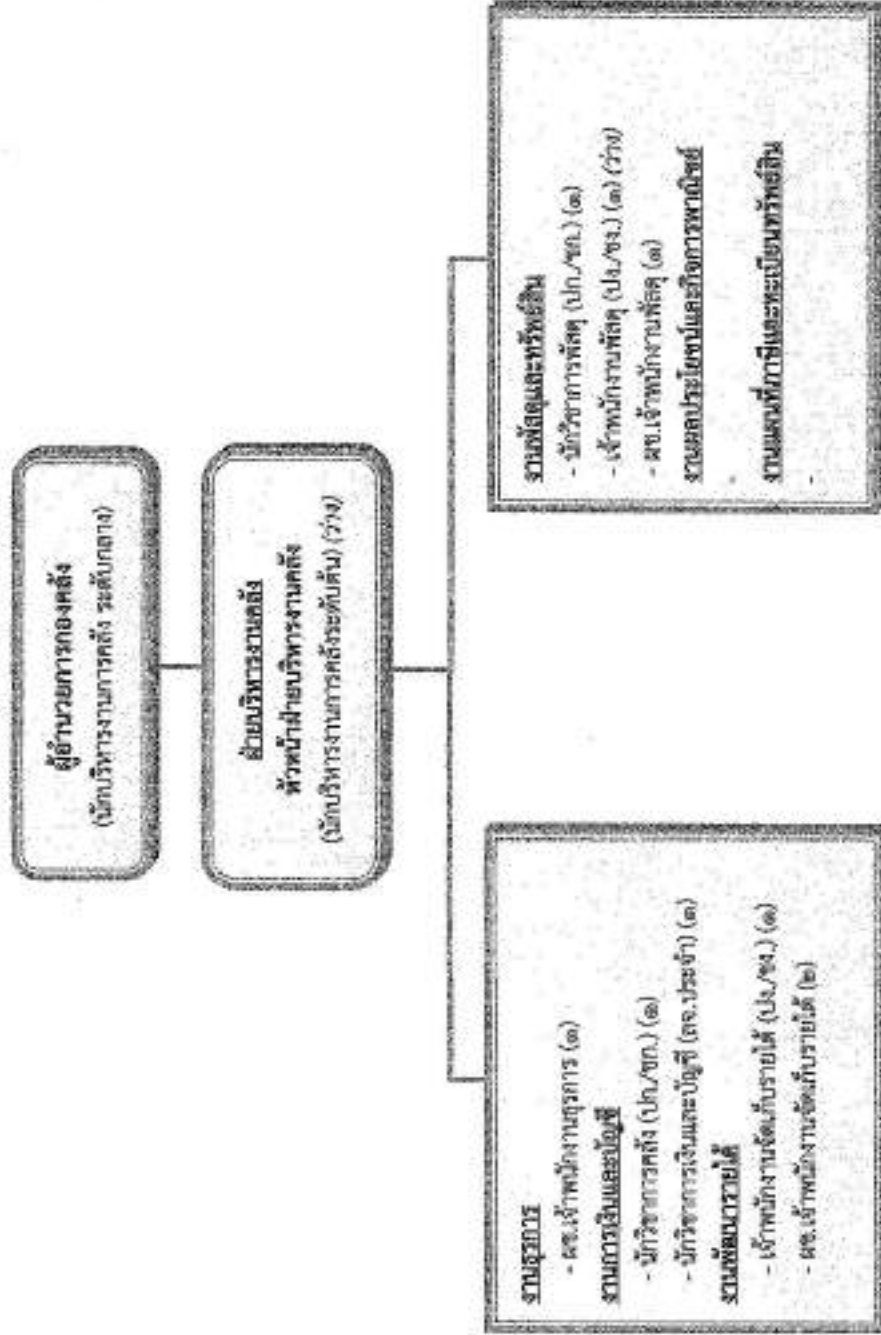 ผู้อำนวยการกองคลัง
(นักบริหารงานการคลัง ระดับกลาง)
ฝ่ายบริหารงานคลัง
หัวหน้าฝ่ายบริหารงานคลัง
(นักบริหารงานการคลังระดับต้น) (ว่าง)
งานธุรการ
- ผช.เจ้าพนักงานธุรการ (๑)
งานการเงินและบัญชี
- นักวิชาการคลัง (ปก./ชก.) (๑)
- นักวิชาการเงินและบัญชี (ลจ.ประจำ) (๑)
งานพัฒนารายได้
- เจ้าพนักงานจัดเก็บรายได้ (ปง./ชง.) (๑)
- ผช.เจ้าพนักงานจัดเก็บรายได้ (๒)
งานพัสดุและทรัพย์สิน
- นักวิชาการพัสดุ (ปก./ชก.) (๑)
- เจ้าพนักงานพัสดุ (ปง./ชง.) (๑) (ว่าง)
- ผช.เจ้าพนักงานพัสดุ (๑)
งานผลประโยชน์และกิจการพาณิชย์
-
งานแผนที่ภาษีและทะเบียนทรัพย์สิน
-